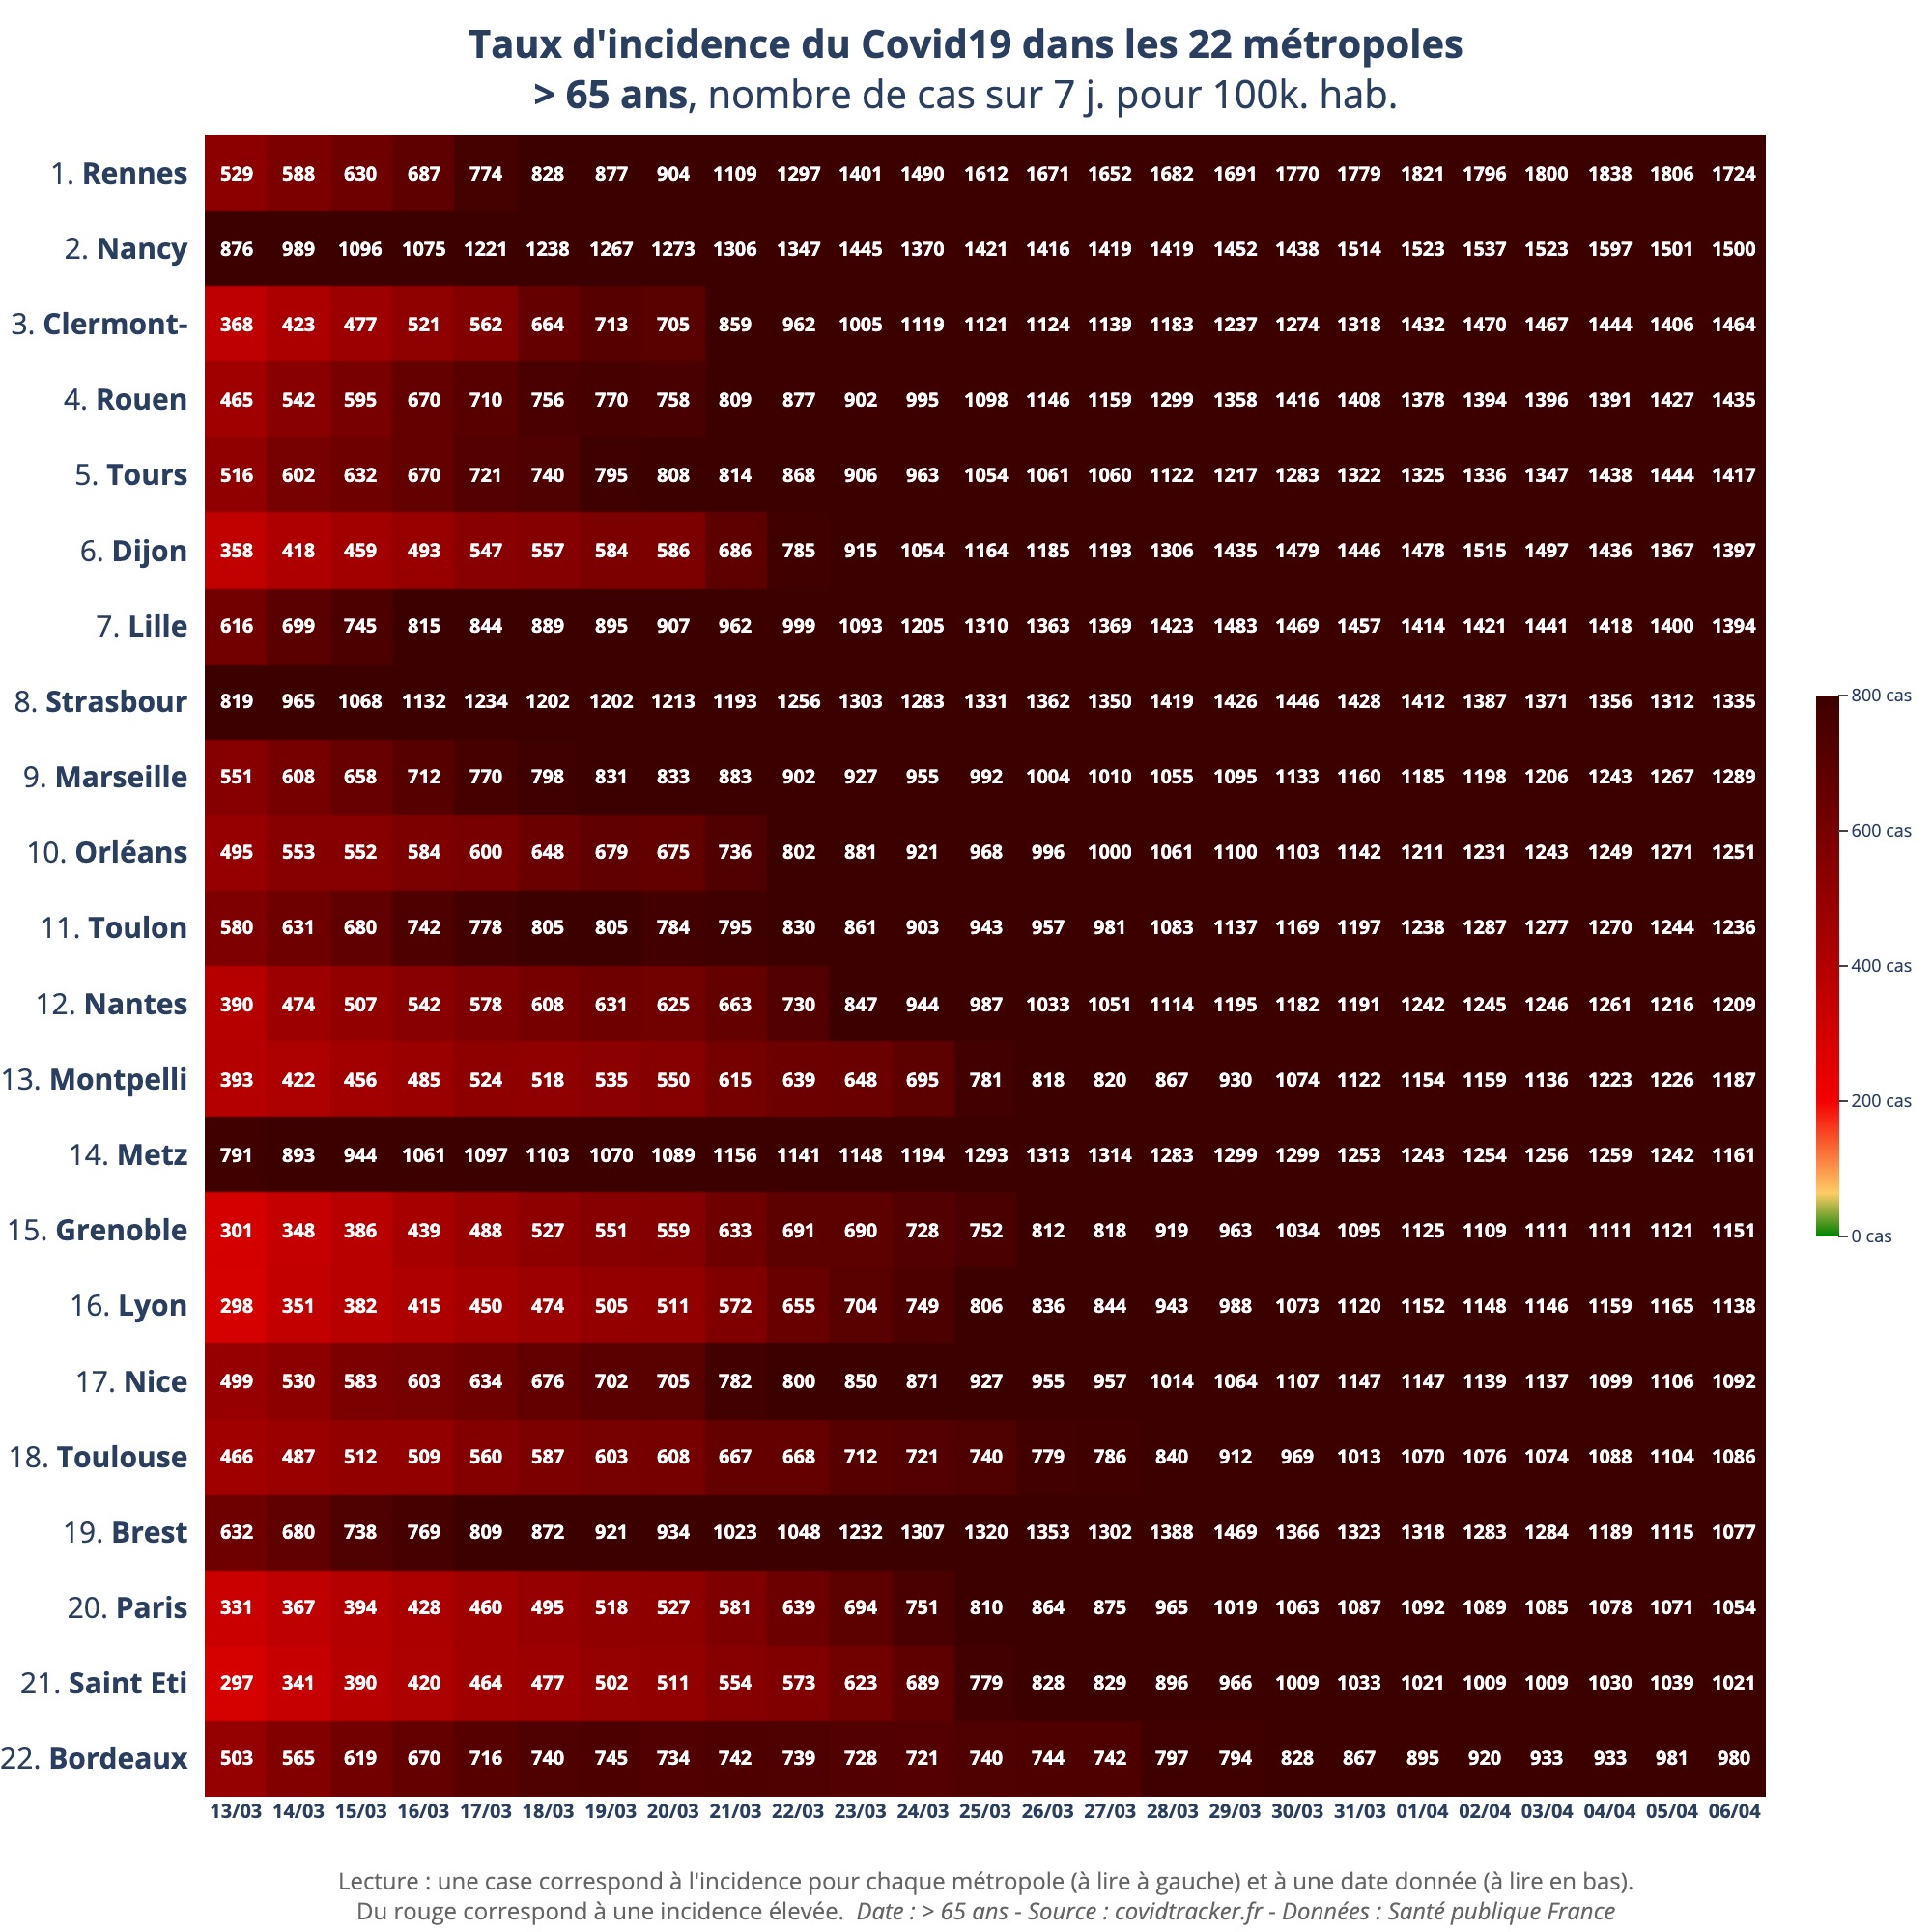 Taux d'incidence du Covid19 dans les 22 métropoles
> 65 ans, nombre de cas sur 7 j. pour 100k. hab.
1. Rennes 529 588 630 687 774 828 877 904 1109 1297 1401 1490 1612 1671 1652 1682 1691 1770 1779 1821 1796 1800 1838 1806 1724
2. Nancy 876 989 1096 1075 1221 1238 1267 1273 1306 1347 1445 1370 1421 1416 1419 1419 1452 1438 1514 1523 1537 1523 1597 1501 1500
3. Clermont- 368 423 477 521 562 664 713 705 859 962 1005 1119 1121 1124 1139 1183 1237 1274 1318 1432 1470 1467 1444 1406 1464
4. Rouen 465 542 595 670 710 756 770 758 809 877 902 995 1098 1146 1159 1299 1358 1416 1408 1378 1394 1396 1391 1427 1435
5. Tours 516 602 632 670 721 740 795 808 814 868 906 963 1054 1061 1060 1122 1217 1283 1322 1325 1336 1347 1438 1444 1417
6. Dijon 358 418 459 493 547 557 584 586 686 785 915 1054 1164 1185 1193 1306 1435 1479 1446 1478 1515 1497 1436 1367 1397
7. Lille 616 699 745 815 844 889 895 907 962 999 1093 1205 1310 1363 1369 1423 1483 1469 1457 1414 1421 1441 1418 1400 1394
8. Strasbour 819 965 1068 1132 1234 1202 1202 1213 1193 1256 1303 1283 1331 1362 1350 1419 1426 1446 1428 1412 1387 1371 1356 1312 1335
9. Marseille 551 608 658 712 770 798 831 833 883 902 927 955 992 1004 1010 1055 1095 1133 1160 1185 1198 1206 1243 1267 1289
10. Orléans 495 553 552 584 600 648 679 675 736 802 881 921 968 996 1000 1061 1100 1103 1142 1211 1231 1243 1249 1271 1251
11. Toulon 580 631 680 742 778 805 805 784 795 830 861 903 943 957 981 1083 1137 1169 1197 1238 1287 1277 1270 1244 1236
12. Nantes 390 474 507 542 578 608 631 625 663 730 847 944 987 1033 1051 1114 1195 1182 1191 1242 1245 1246 1261 1216 1209
13. Montpelli 393 422 456 485 524 518 535 550 615 639 648 695 781 818 820 867 930 1074 1122 1154 1159 1136 1223 1226 1187
14. Metz 791 893 944 1061 1097 1103 1070 1089 1156 1141 1148 1194 1293 1313 1314 1283 1299 1299 1253 1243 1254 1256 1259 1242 1161
15. Grenoble 301 348 386 439 488 527 551 559 633 691 690 728 752 812 818 919 963 1034 1095 1125 1109 1111 1111 1121 1151
16. Lyon 298 351 382 415 450 474 505 511 572 655 704 749 806 836 844 943 988 1073 1120 1152 1148 1146 1159 1165 1138
17. Nice 499 530 583 603 634 676 702 705 782 800 850 871 927 955 957 1014 1064 1107 1147 1147 1139 1137 1099 1106 1092
18. Toulouse 466 487 512 509 560 587 603 608 667 668 712 721 740 779 786 840 912 969 1013 1070 1076 1074 1088 1104 1086
19. Brest 632 680 738 769 809 872 921 934 1023 1048 1232 1307 1320 1353 1302 1388 1469 1366 1323 1318 1283 1284 1189 1115 1077
20. Paris 331 367 394 428 460 495 518 527 581 639 694 751 810 864 875 965 1019 1063 1087 1092 1089 1085 1078 1071 1054
21. Saint Eti 297 341 390 420 464 477 502 511 554 573 623 689 779 828 829 896 966 1009 1033 1021 1009 1009 1030 1039 1021
22. Bordeaux 503 565 619 670 716 740 745 734 742 739 728 721 740 744 742 797 794 828 867 895 920 933 933 981 980
13/03 14/03 15/03 16/03 17/03 18/03 19/03 20/03 21/03 22/03 23/03 24/03 25/03 26/03 27/03 28/03 29/03 30/03 31/03 01/04 02/04 03/04 04/04 05/04 06/04
800 cas
600 cas
400 cas
200 cas
0 cas
Lecture : une case correspond à l'incidence pour chaque métropole (à lire à gauche) et à une date donnée (à lire en bas).
Du rouge correspond à une incidence élevée. Date : > 65 ans - Source : covidtracker.fr - Données : Santé publique France